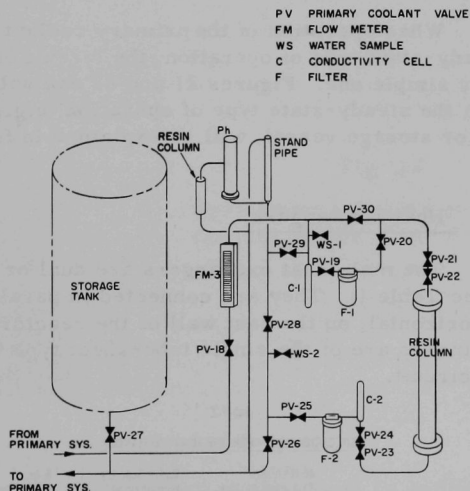 PV PRIMARY COOLANT VALVE
FM FLOW METER
WS WATER SAMPLE
C CONDUCTIVITY CELL
F FILTER
Ph
STAND
PIPE
RESIN
COLUMN
PV-30
PV-29
WS-1
PV-20
PV-19
PV-21
PV-22
C-1
F-1
FM-3
STORAGE
TANK
PV-28
PV-18
WS-2
RESIN
COLUMN
PV-25
C-2
PV-27
PV-26
F-2
PV-24
PV-23
FROM
PRIMARY SYS.
TO
PRIMARY SYS.